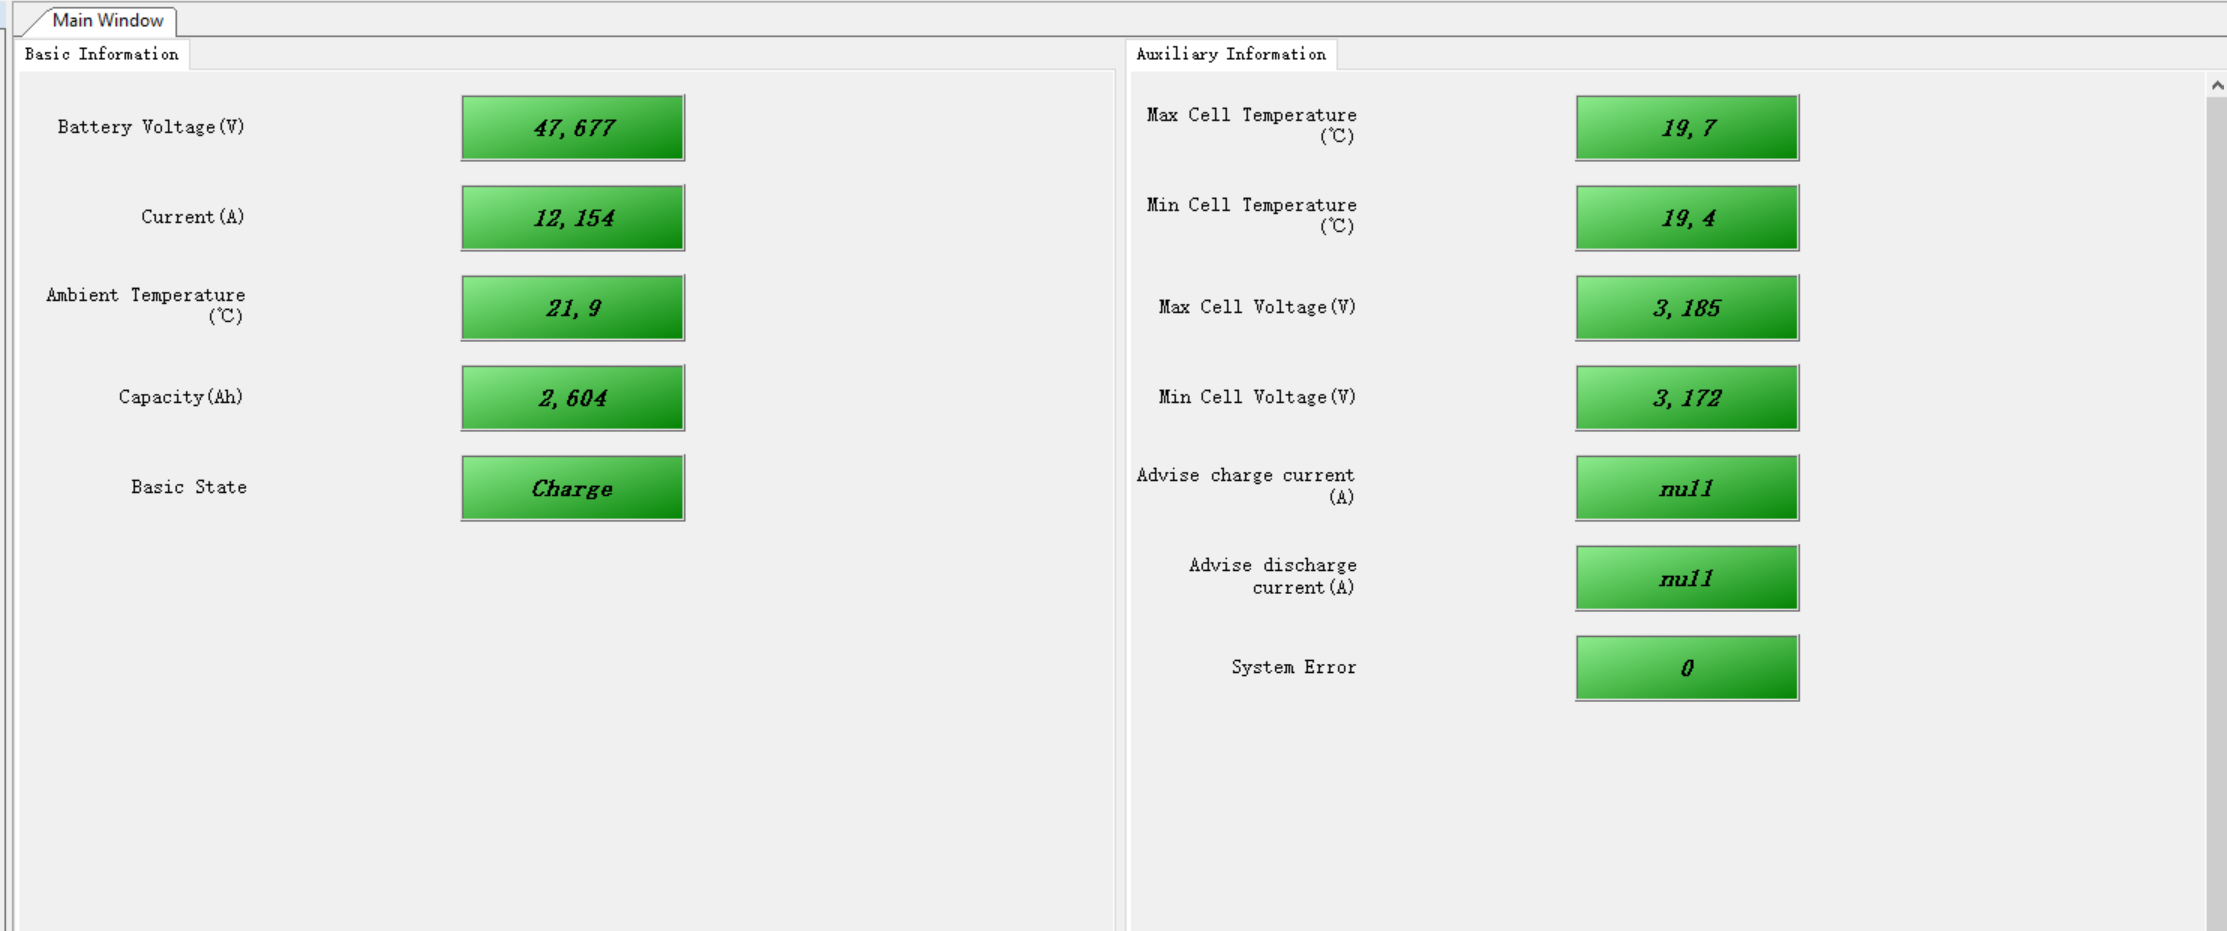 Main Window
Basic Information
Battery Voltage(V)
47,677
Current(A)
12,154
Ambient Temperature
(℃)
21,9
Capacity(Ah)
2,604
Basic State
Charge
Auxiliary Information
Max Cell Temperature
(℃)
19,7
Min Cell Temperature
(℃)
19,4
Max Cell Voltage(V)
3,185
Min Cell Voltage(V)
3,172
Advise charge current
(A)
null
Advise discharge
current(A)
null
System Error
0